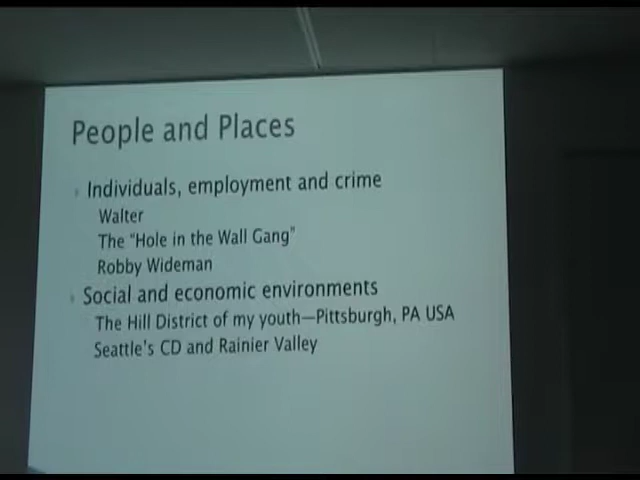 People and Places
Individuals, employment and crime
Walter
The "Hole in the Wall Gang"
Robby Wideman
Social and economic environments
The Hill District of my youth—Pittsburgh, PA USA
Seattle's CD and Rainier Valley